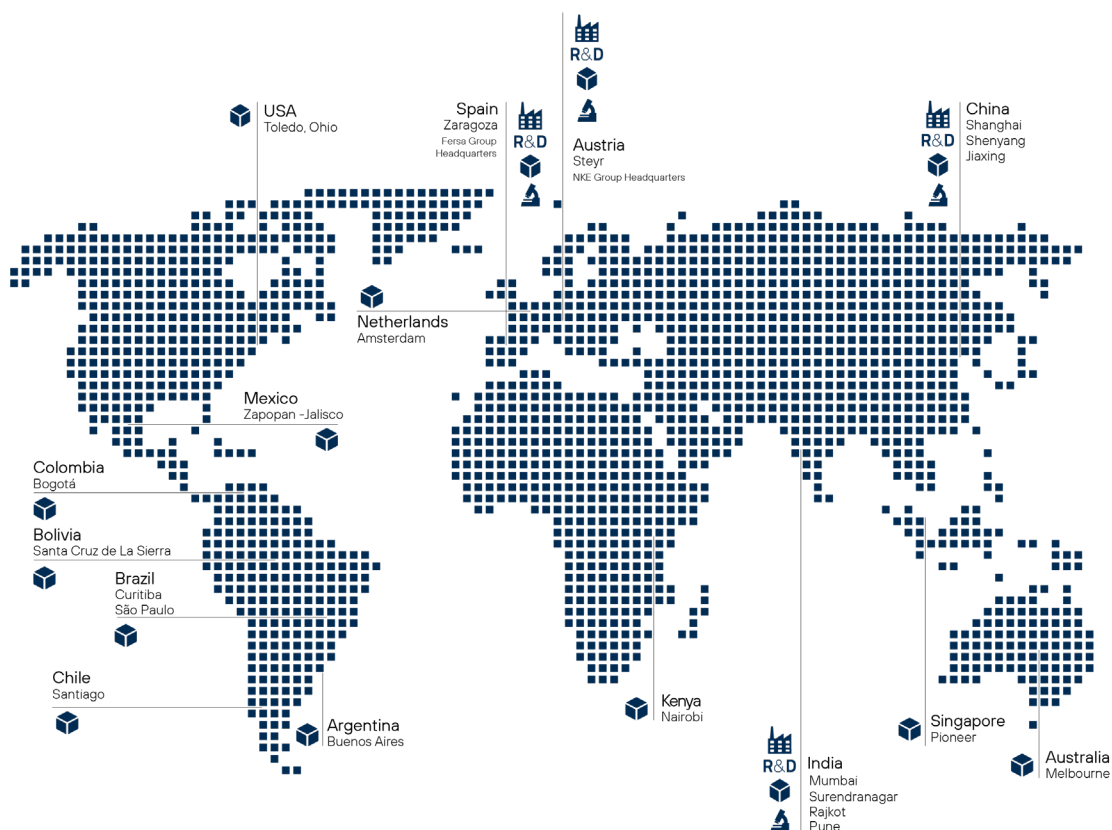 R&D
USA
Toledo, Ohio
Spain
Zaragoza
Fersa Group
Headquarters
R&D
Austria
Steyr
NKE Group Headquarters
R&D
China
Shanghai
Shenyang
Jiaxing
Netherlands
Amsterdam
Mexico
Zapopan -Jalisco
Colombia
Bogotá
Bolivia
Santa Cruz de La Sierra
Brazil
Curitiba
São Paulo
Chile
Santiago
Argentina
Buenos Aires
Kenya
Nairobi
Singapore
Pioneer
Australia
Melbourne
R&D
India
Mumbai
Surendranagar
Rajkot
Pune